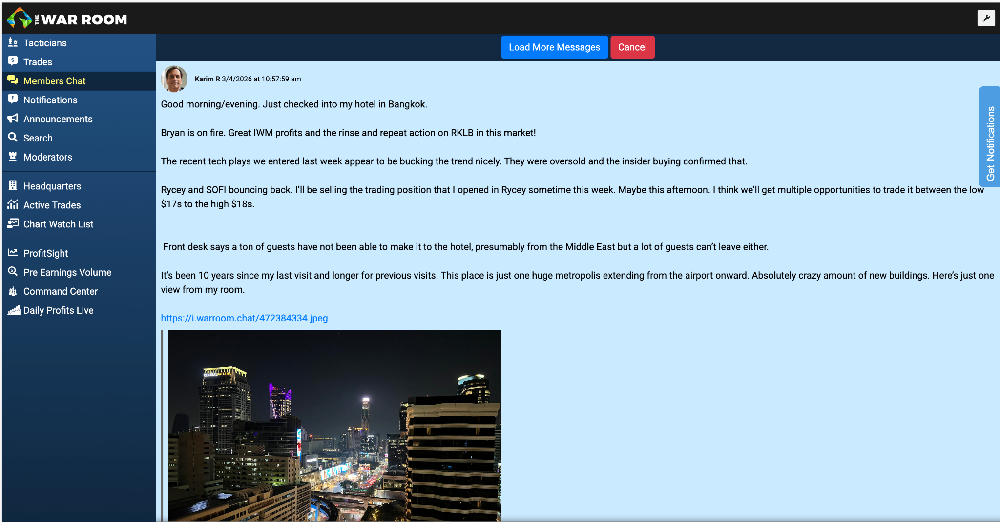 THE WAR ROOM
Load More Messages
Cancel
Tacticians
Trades
Members Chat
Notifications
Announcements
Search
Moderators
Headquarters
Active Trades
Chart Watch List
ProfitSight
Pre Earnings Volume
Command Center
Daily Profits Live
Karim R 3/4/2026 at 10:57:59 am
Good morning/evening. Just checked into my hotel in Bangkok.
Bryan is on fire. Great IWM profits and the rinse and repeat action on RKLB in this market!
The recent tech plays we entered last week appear to be bucking the trend nicely. They were oversold and the insider buying confirmed that.
Rycey and SOFI bouncing back. I’ll be selling the trading position that I opened in Rycey sometime this week. Maybe this afternoon. I think we’ll get multiple opportunities to trade it between the low
$17s to the high $18s.
Front desk says a ton of guests have not been able to make it to the hotel, presumably from the Middle East but a lot of guests can’t leave either.
It’s been 10 years since my last visit and longer for previous visits. This place is just one huge metropolis extending from the airport onward. Absolutely crazy amount of new buildings. Here’s just one
view from my room.
https://i.warroom.chat/472384334.jpeg
CENTRALPATTANA
Get Notifications